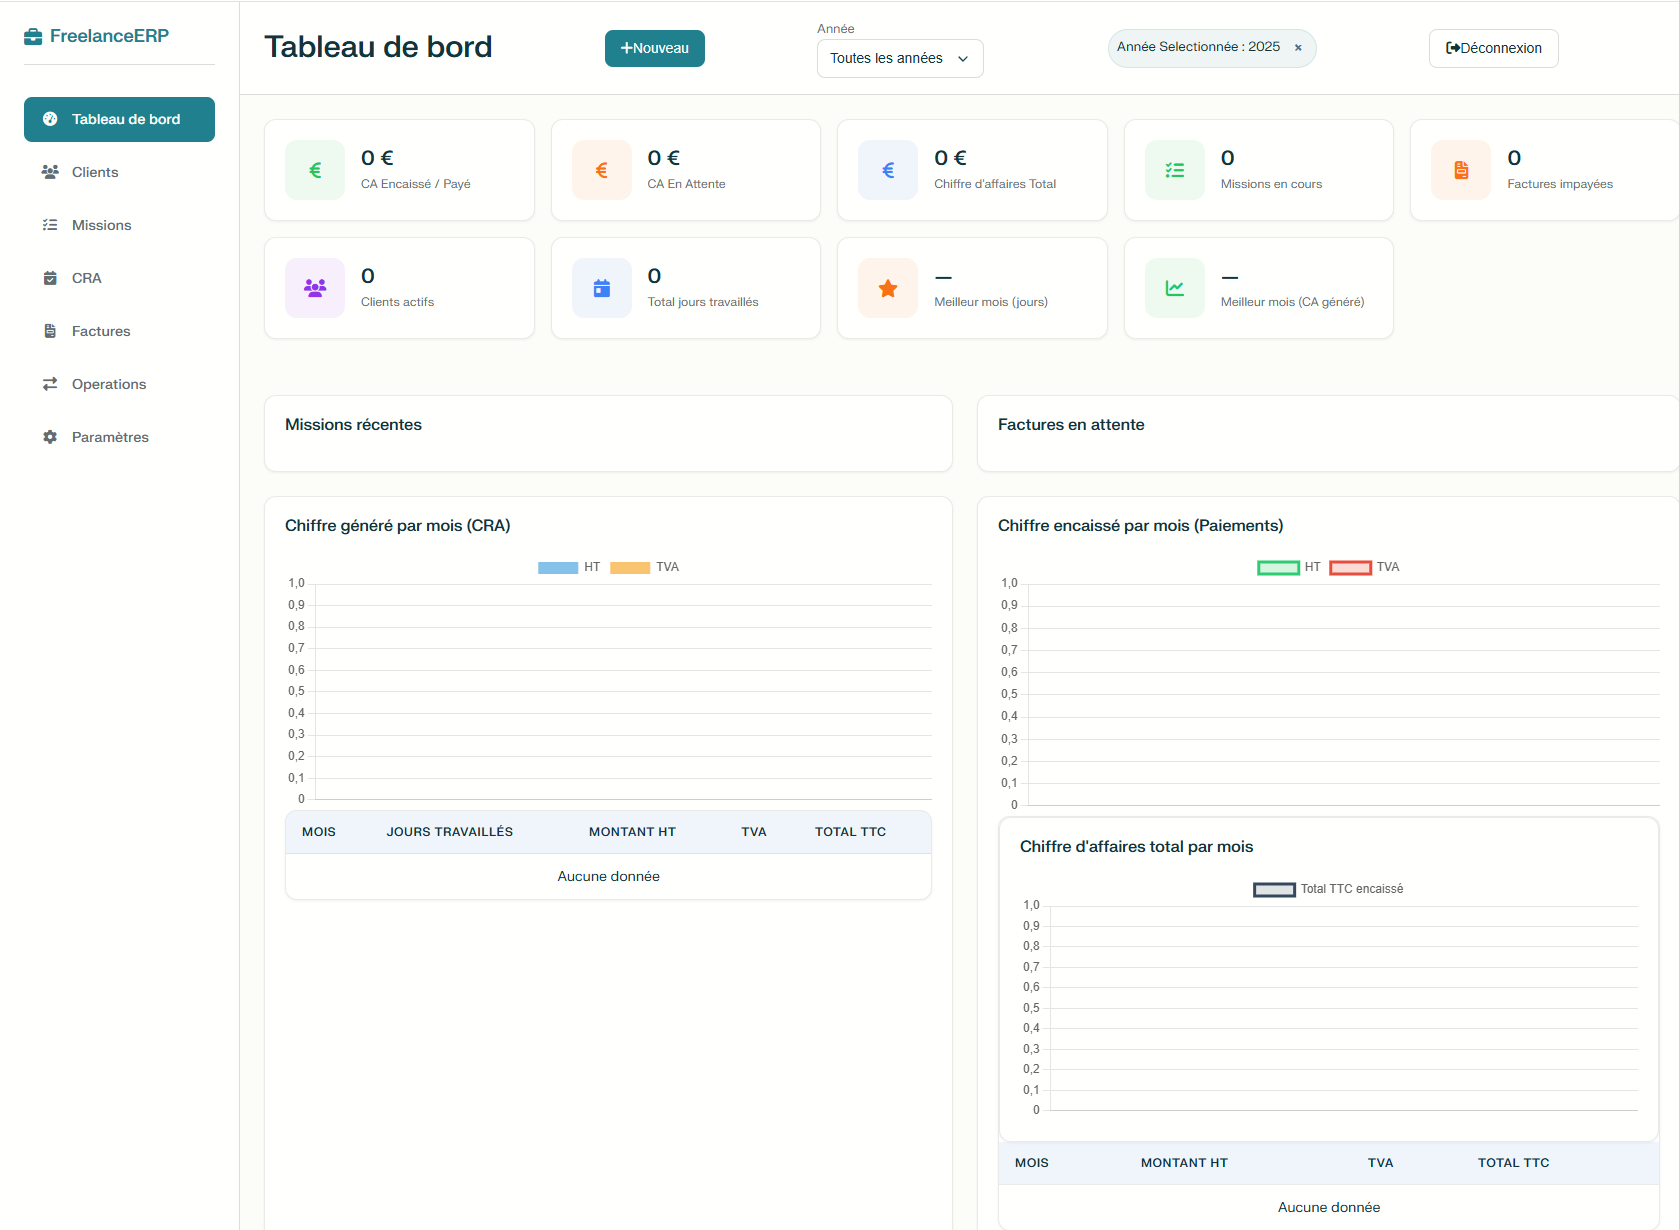 FreelanceERP
Tableau de bord
Clients
Missions
CRA
Factures
Operations
Paramètres
Tableau de bord
Nouveau
Année
Toutes les années
Année Selectionnée : 2025 ×
Déconnexion
0 €
CA Encaissé / Payé
0 €
CA En Attente
0 €
Chiffre d'affaires Total
0
Missions en cours
0
Factures impayées
0
Clients actifs
0
Total jours travaillés
—
Meilleur mois (jours)
—
Meilleur mois (CA généré)
Missions récentes
Factures en attente
Chiffre généré par mois (CRA)
HT TVA
1,0
0,9
0,8
0,7
0,6
0,5
0,4
0,3
0,2
0,1
0
MOIS JOURS TRAVAILLÉS MONTANT HT TVA TOTAL TTC
Aucune donnée
Chiffre encaissé par mois (Paiements)
HT TVA
1,0
0,9
0,8
0,7
0,6
0,5
0,4
0,3
0,2
0,1
0
Chiffre d'affaires total par mois
Total TTC encaissé
1,0
0,9
0,8
0,7
0,6
0,5
0,4
0,3
0,2
0,1
0
MOIS MONTANT HT TVA TOTAL TTC
Aucune donnée